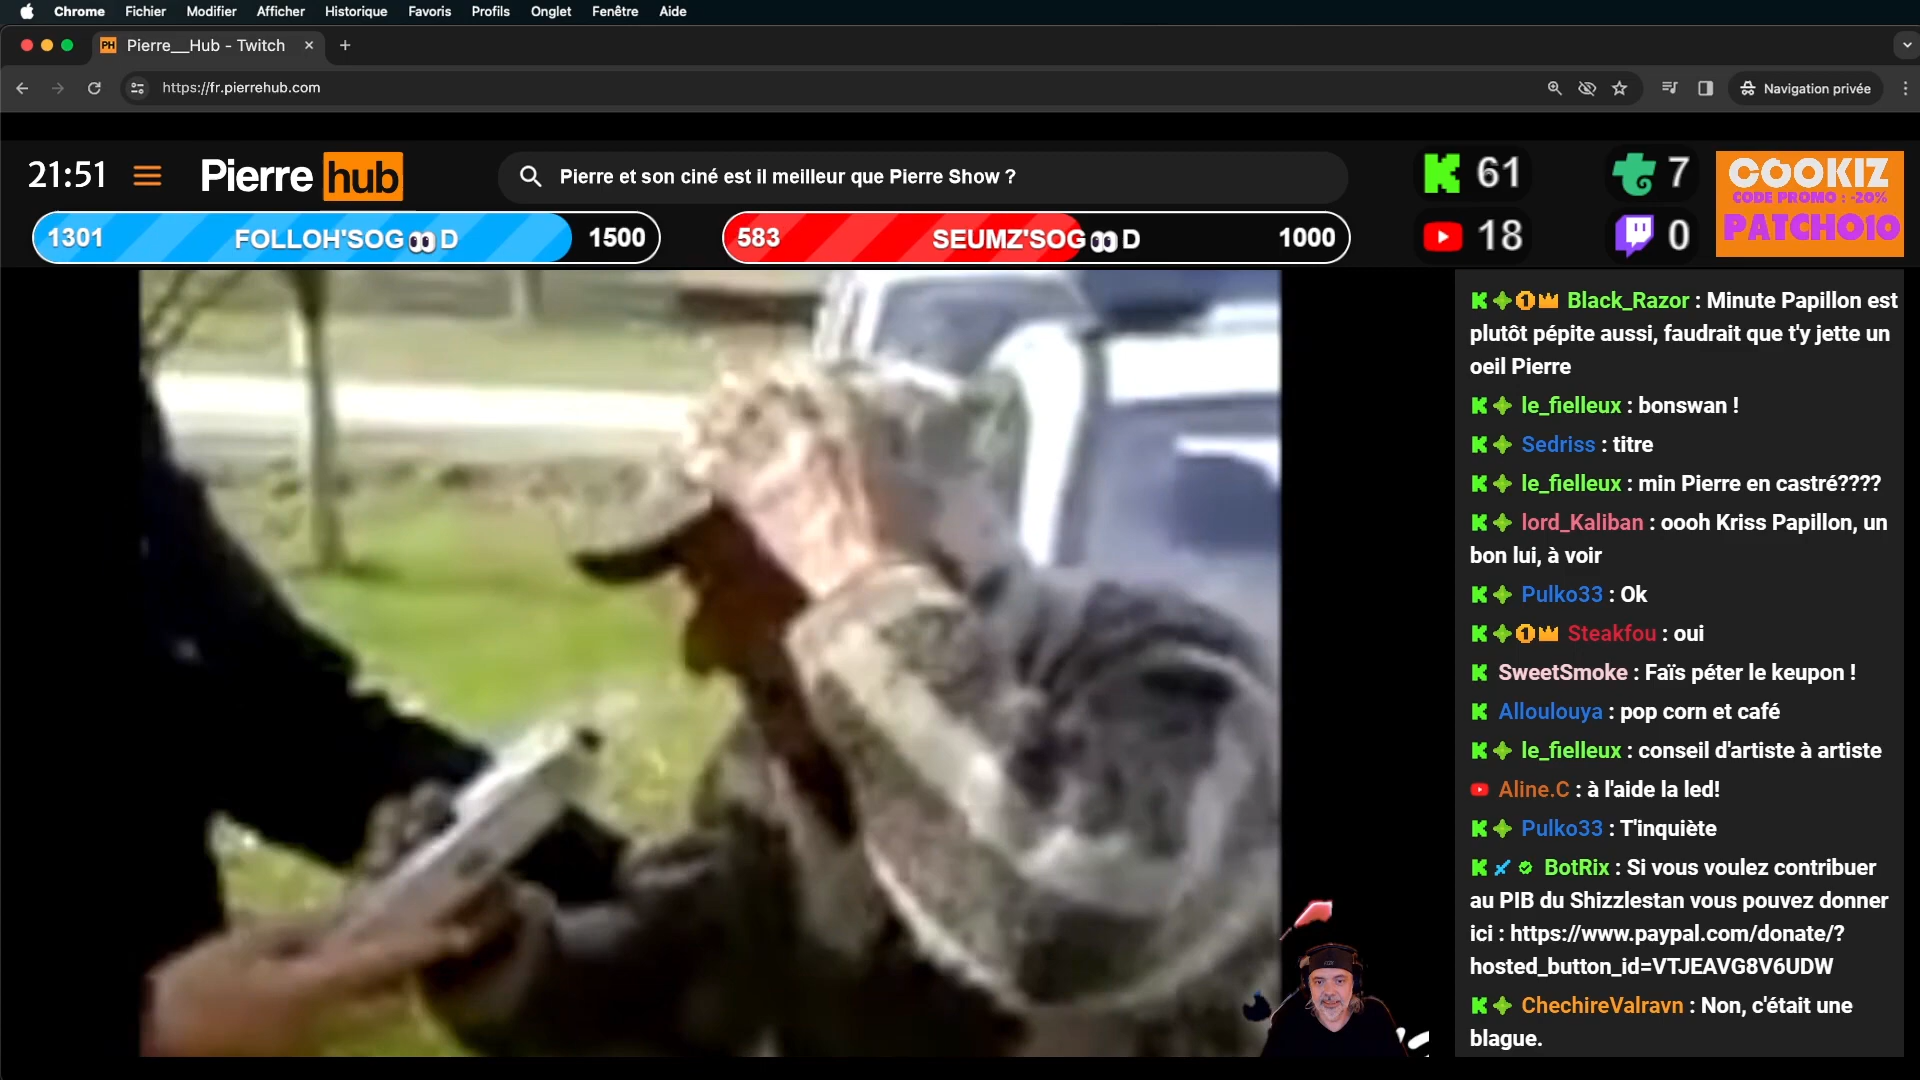 Chrome Fichier Modifier Afficher Historique Favoris Profils Onglet Fenêtre Aide
PH Pierre__Hub - Twitch
https://fr.pierrehub.com
Navigation privée
21:51
Pierre hub
Pierre et son ciné est il meilleur que Pierre Show ?
61
7
COOKIZ
CODE PROMO : -20%
PATCHO10
1301 FOLLOH'SOG👀D 1500
583 SEUMZ'SOG👀D 1000
18
0
Black_Razor : Minute Papillon est
plutôt pépite aussi, faudrait que t'y jette un
oeil Pierre
le_fielleux : bonswan !
Sedriss : titre
le_fielleux : min Pierre en castré????
lord_Kaliban : oooh Kriss Papillon, un
bon lui, à voir
Pulko33 : Ok
Steakfou : oui
SweetSmoke : Faïs péter le keupon !
Alloulouya : pop corn et café
le_fielleux : conseil d'artiste à artiste
Aline.C : à l'aide la led!
Pulko33 : T'inquiète
BotRix : Si vous voulez contribuer
au PIB du Shizzlestan vous pouvez donner
ici : https://www.paypal.com/donate/?
hosted_button_id=VTJEAVG8V6UDW
ChechireValravn : Non, c'était une
blague.